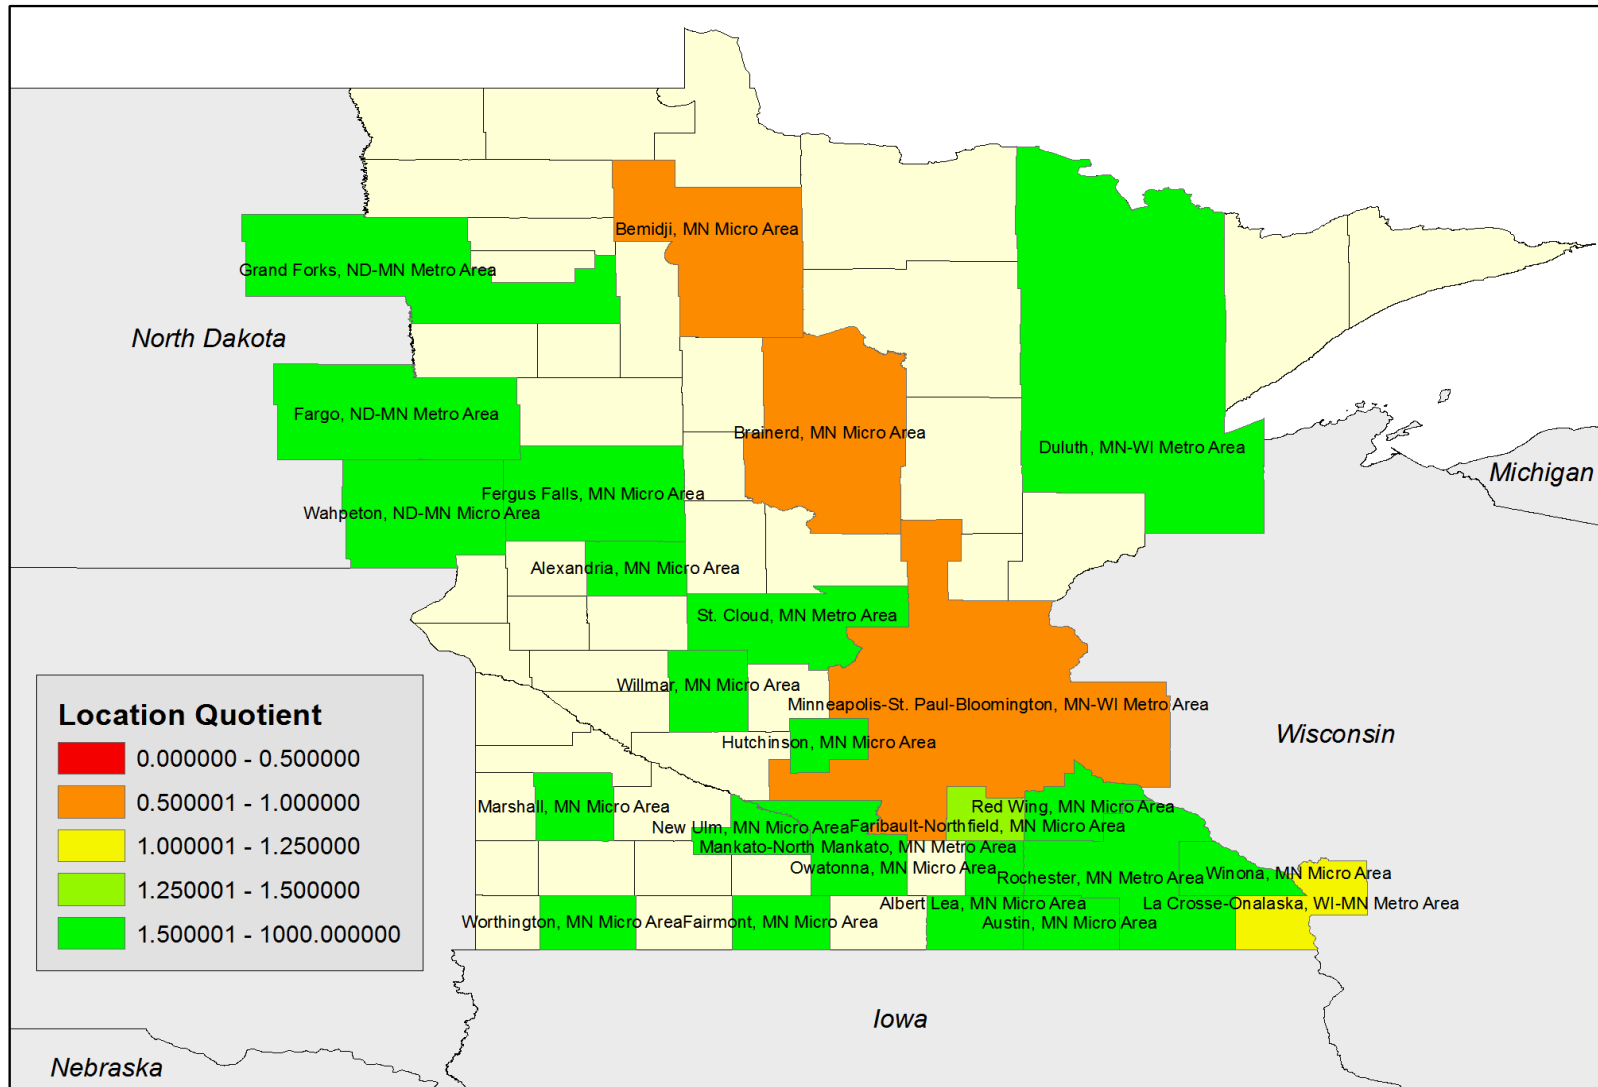 Bemidji, MN Micro Area
Grand Forks, ND-MN Metro Area
North Dakota
Fargo, ND-MN Metro Area
Brainerd, MN Micro Area
Duluth, MN-WI Metro Area
Michigan
Fergus Falls, MN Micro Area
Wahpeton, ND-MN Micro Area
Alexandria, MN Micro Area
St. Cloud, MN Metro Area
Willmar, MN Micro Area
Minneapolis-St. Paul-Bloomington, MN-WI Metro Area
Wisconsin
Hutchinson, MN Micro Area
Location Quotient
0.000000 - 0.500000
0.500001 - 1.000000
1.000001 - 1.250000
1.250001 - 1.500000
1.500001 - 1000.000000
Marshall, MN Micro Area
Red Wing, MN Micro Area
New Ulm, MN Micro Area
Faribault-Northfield, MN Micro Area
Mankato-North Mankato, MN Metro Area
Owatonna, MN Micro Area
Rochester, MN Metro Area
Winona, MN Micro Area
Albert Lea, MN Micro Area
La Crosse-Onalaska, WI-MN Metro Area
Worthington, MN Micro Area
Fairmont, MN Micro Area
Austin, MN Micro Area
Iowa
Nebraska